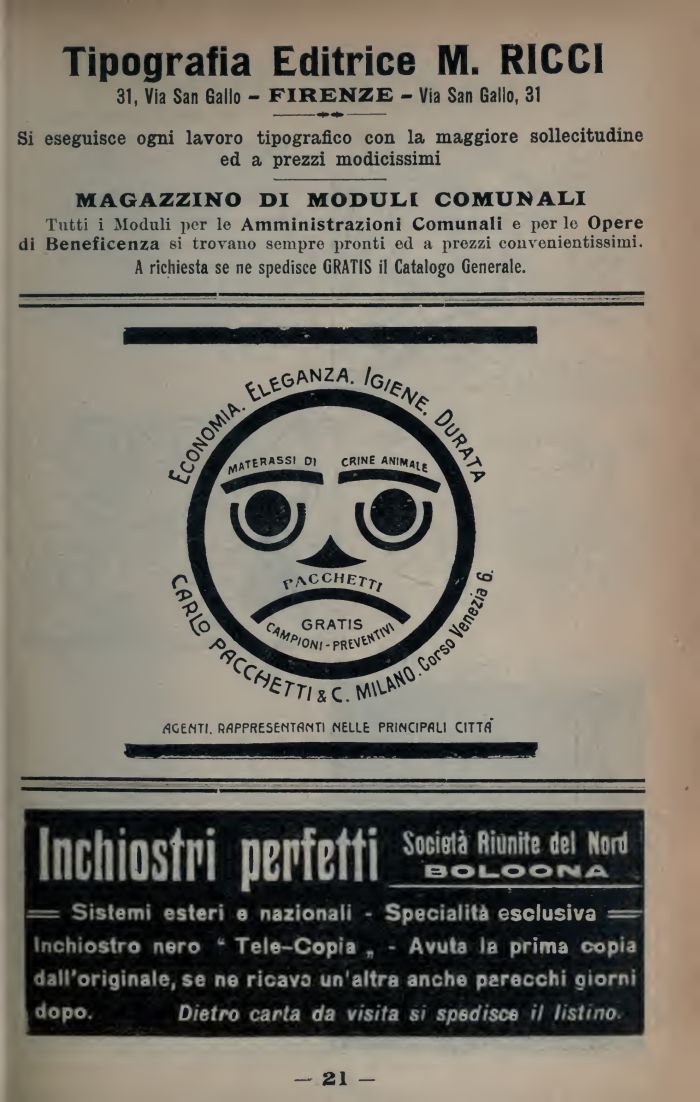 Tipografia Editrice M. RICCI
31, Via San Gallo – FIRENZE – Via San Gallo, 31
Si eseguisce ogni lavoro tipografico con la maggiore sollecitudine
ed a prezzi modicissimi
MAGAZZINO DI MODULI COMUNALI
Tutti i Moduli per le Amministrazioni Comunali e per le Opere
di Beneficenza si trovano sempre pronti ed a prezzi convenientissimi.
A richiesta se ne spedisce GRATIS il Catalogo Generale.
ECONOMIA. ELEGANZA. IGIENE. DURATA
MATERASSI DI CRINE ANIMALE
PACCHETTI
GRATIS
CAMPIONI-PREVENTIVI
CARLO PACCHETTI & C. MILANO. Corso Venezia 6.
AGENTI. RAPPRESENTANTI NELLE PRINCIPALI CITTÀ
Inchiostri perfetti Società Riunite del Nord
BOLOGNA
Sistemi esteri e nazionali - Specialità esclusiva
Inchiostro nero “ Tele-Copia „ - Avuta la prima copia
dall'originale, se ne ricava un'altra anche parecchi giorni
dopo. Dietro carta da visita si spedisce il listino.
— 21 —